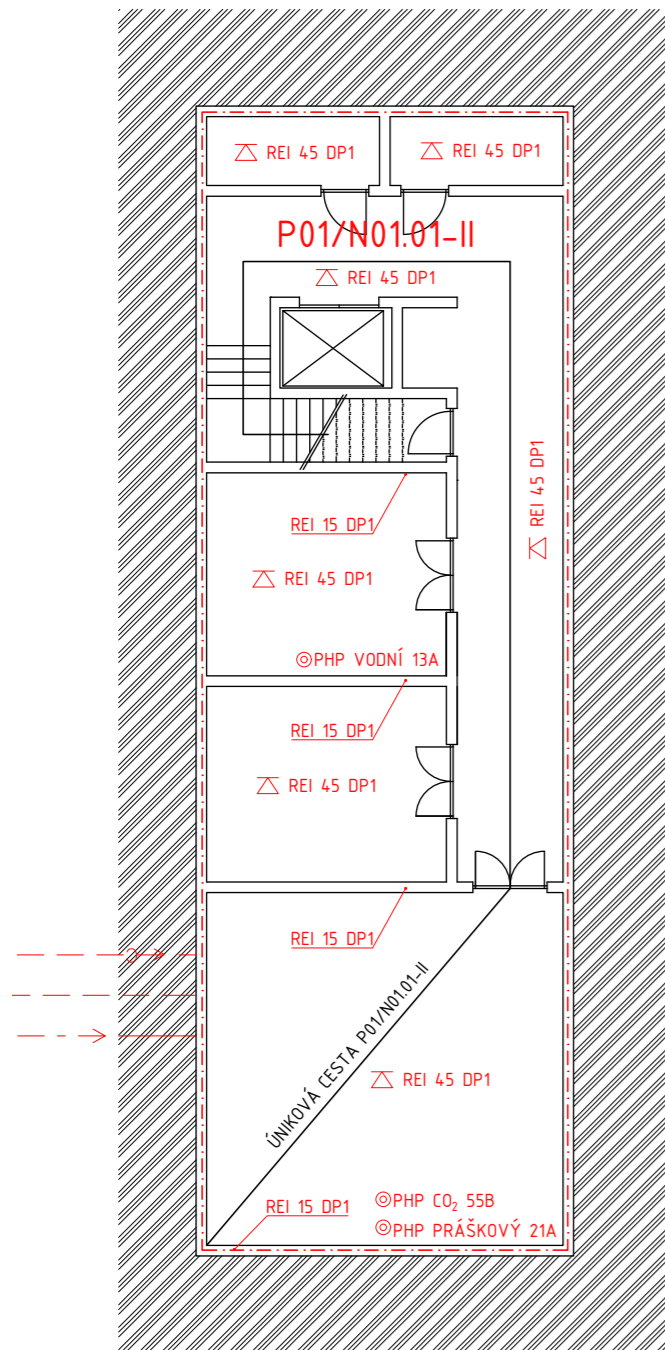 REI 45 DP1
REI 45 DP1
P01/N01.01-II
REI 45 DP1
REI 45 DP1
REI 15 DP1
REI 45 DP1
PHP VODNÍ 13A
REI 15 DP1
REI 45 DP1
REI 15 DP1
ÚNIKOVÁ CESTA P01/N01.01-II
REI 45 DP1
REI 15 DP1
PHP CO₂ 55B
PHP PRÁŠKOVÝ 21A